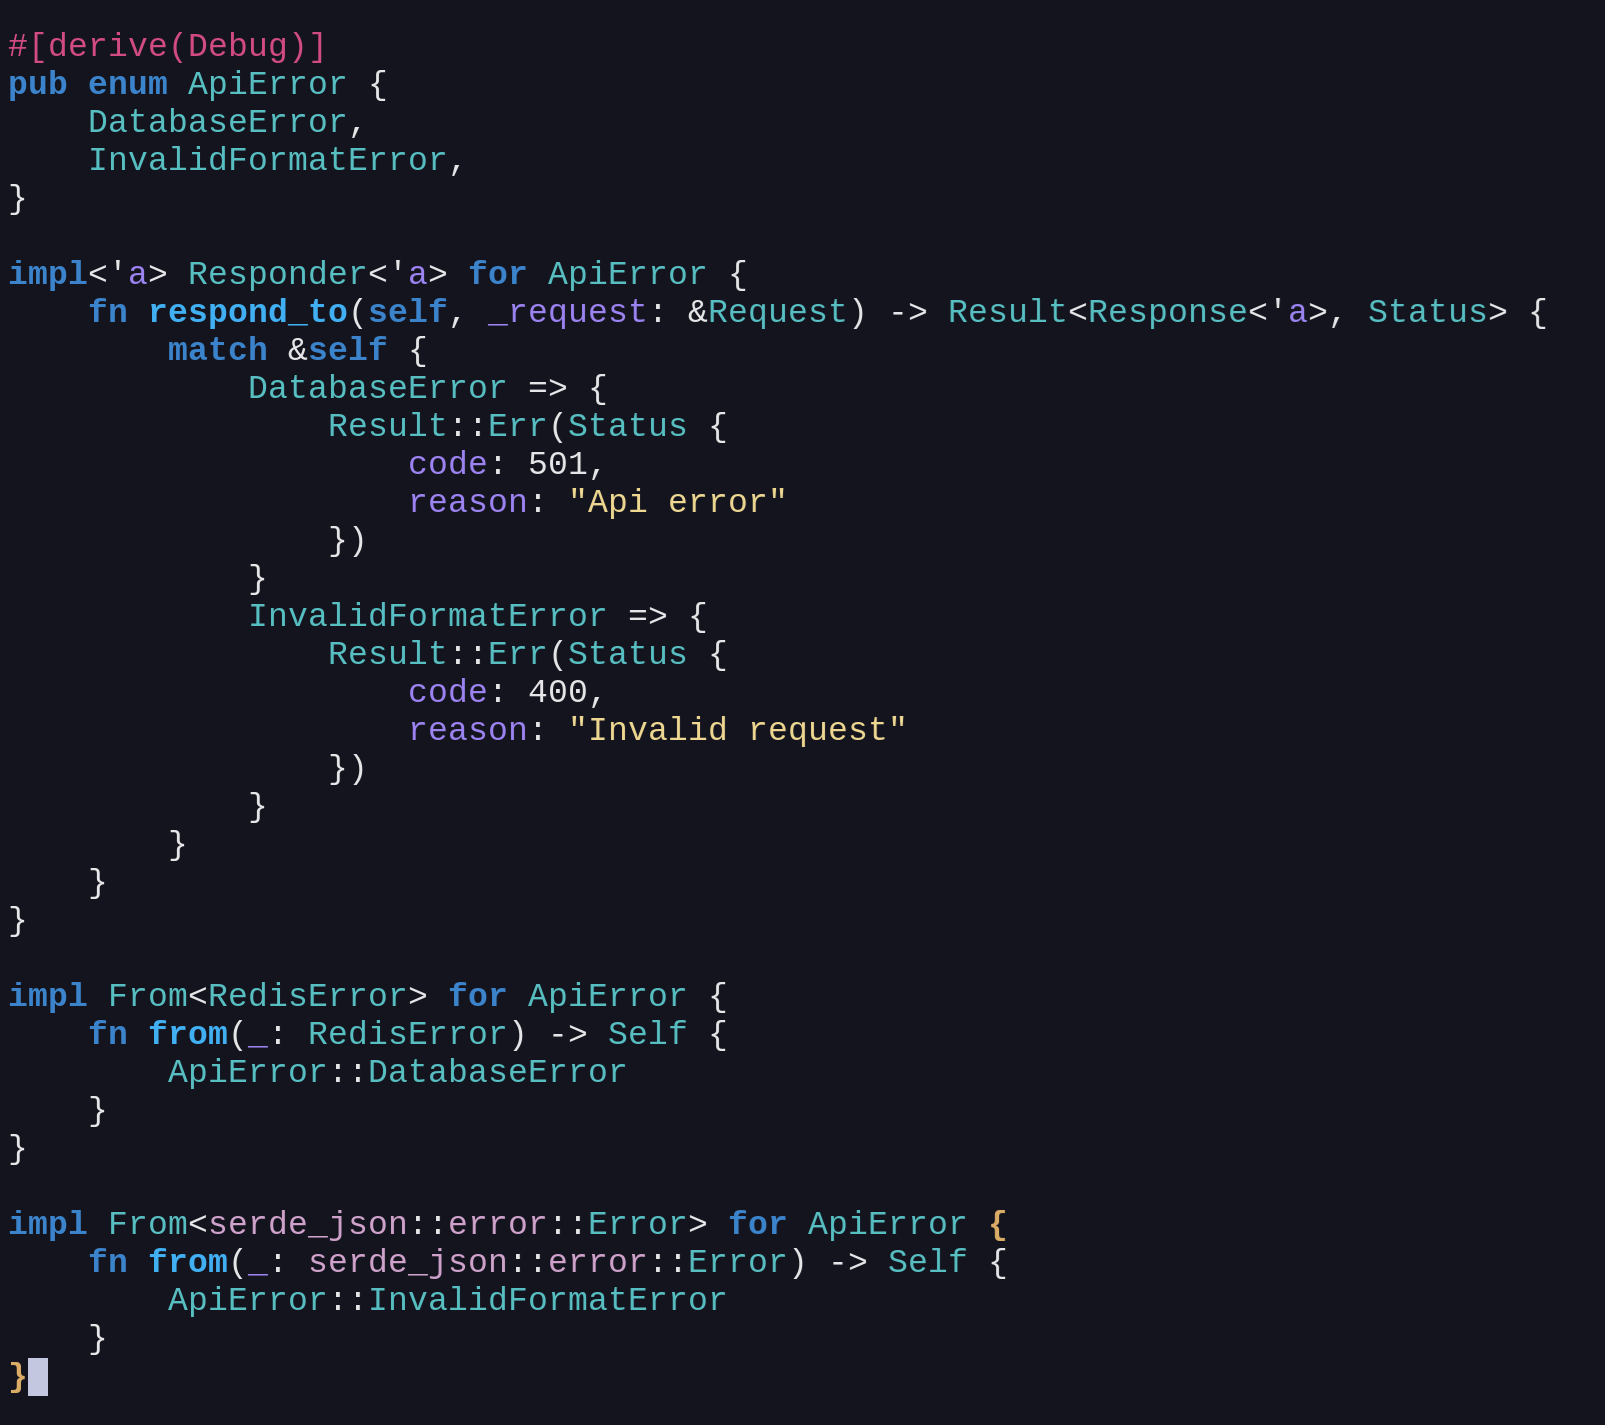 #[derive(Debug)]
pub enum ApiError {
    DatabaseError,
    InvalidFormatError,
}

impl<'a> Responder<'a> for ApiError {
    fn respond_to(self, _request: &Request) -> Result<Response<'a>, Status> {
        match &self {
            DatabaseError => {
                Result::Err(Status {
                    code: 501,
                    reason: "Api error"
                })
            }
            InvalidFormatError => {
                Result::Err(Status {
                    code: 400,
                    reason: "Invalid request"
                })
            }
        }
    }
}

impl From<RedisError> for ApiError {
    fn from(_: RedisError) -> Self {
        ApiError::DatabaseError
    }
}

impl From<serde_json::error::Error> for ApiError {
    fn from(_: serde_json::error::Error) -> Self {
        ApiError::InvalidFormatError
    }
}